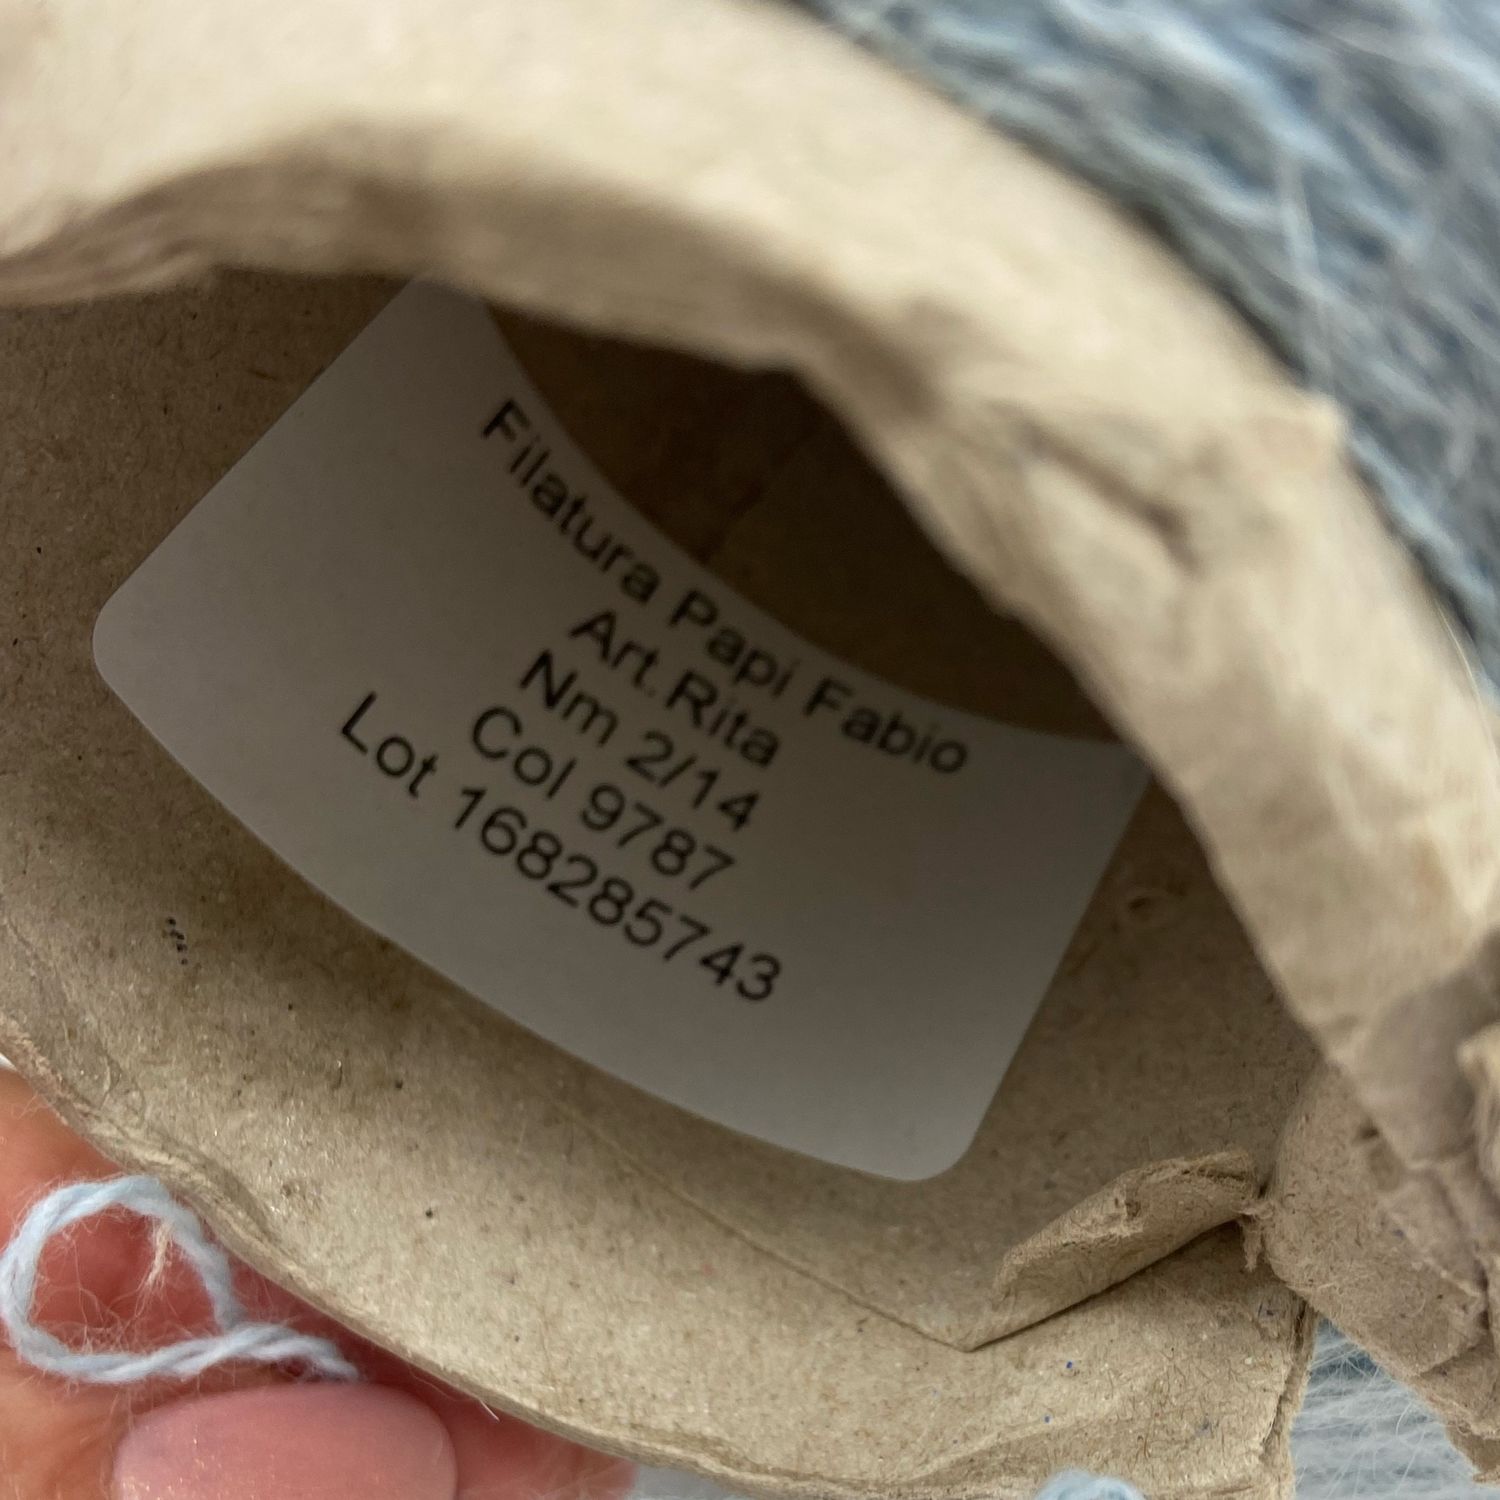 Filatura Papi Fabio
Art. Rita
Nm 2/14
Col 9787
Lot 168285743